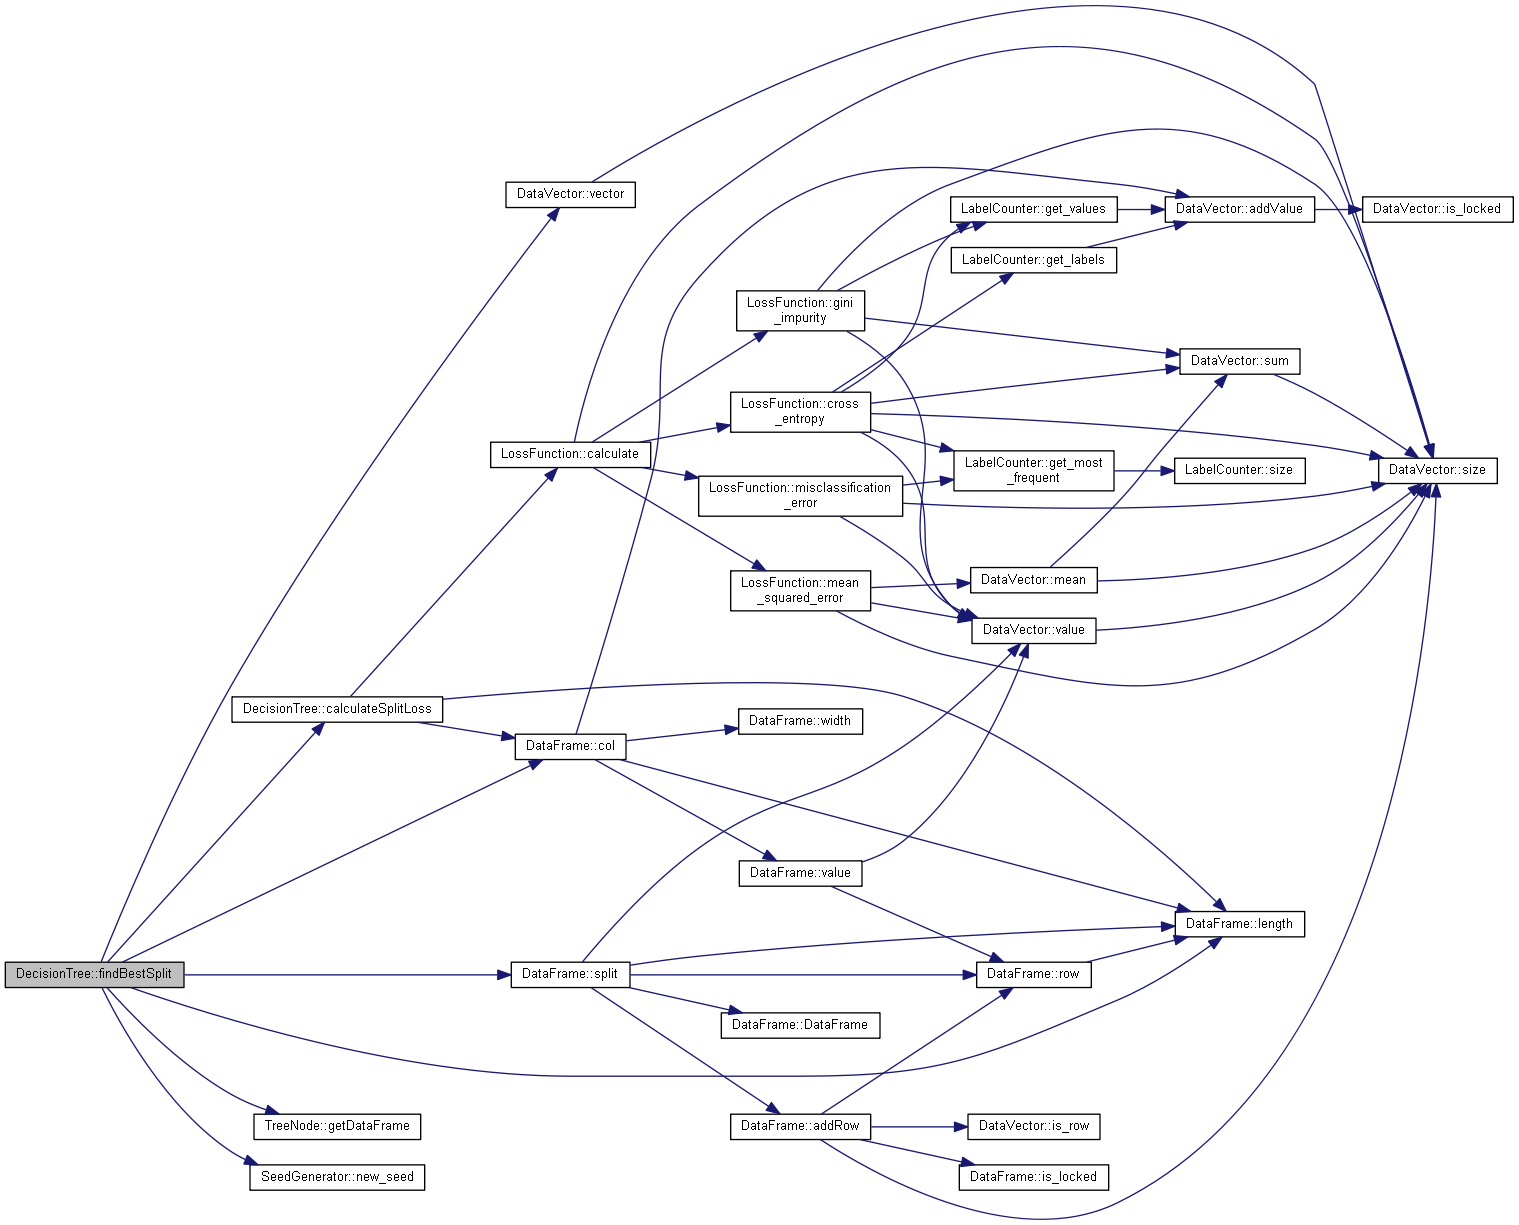 DataVector::vector
LabelCounter::get_values
DataVector::addValue
DataVector::is_locked
LabelCounter::get_labels
LossFunction::gini
_impurity
DataVector::sum
LossFunction::cross
_entropy
LossFunction::calculate
LabelCounter::get_most
_frequent
LabelCounter::size
DataVector::size
LossFunction::misclassification
_error
LossFunction::mean
_squared_error
DataVector::mean
DataVector::value
DecisionTree::calculateSplitLoss
DataFrame::width
DataFrame::col
DataFrame::value
DataFrame::length
DecisionTree::findBestSplit
DataFrame::split
DataFrame::row
DataFrame::DataFrame
TreeNode::getDataFrame
DataFrame::addRow
DataVector::is_row
SeedGenerator::new_seed
DataFrame::is_locked